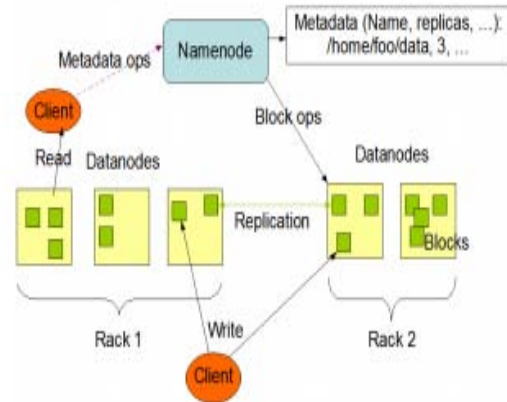 Metadata (Name, replicas, ...):
/home/foo/data, 3, ...
Namenode
Metadata ops
Client
Block ops
Read
Datanodes
Datanodes
Replication
Blocks
Rack 1
Write
Rack 2
Client